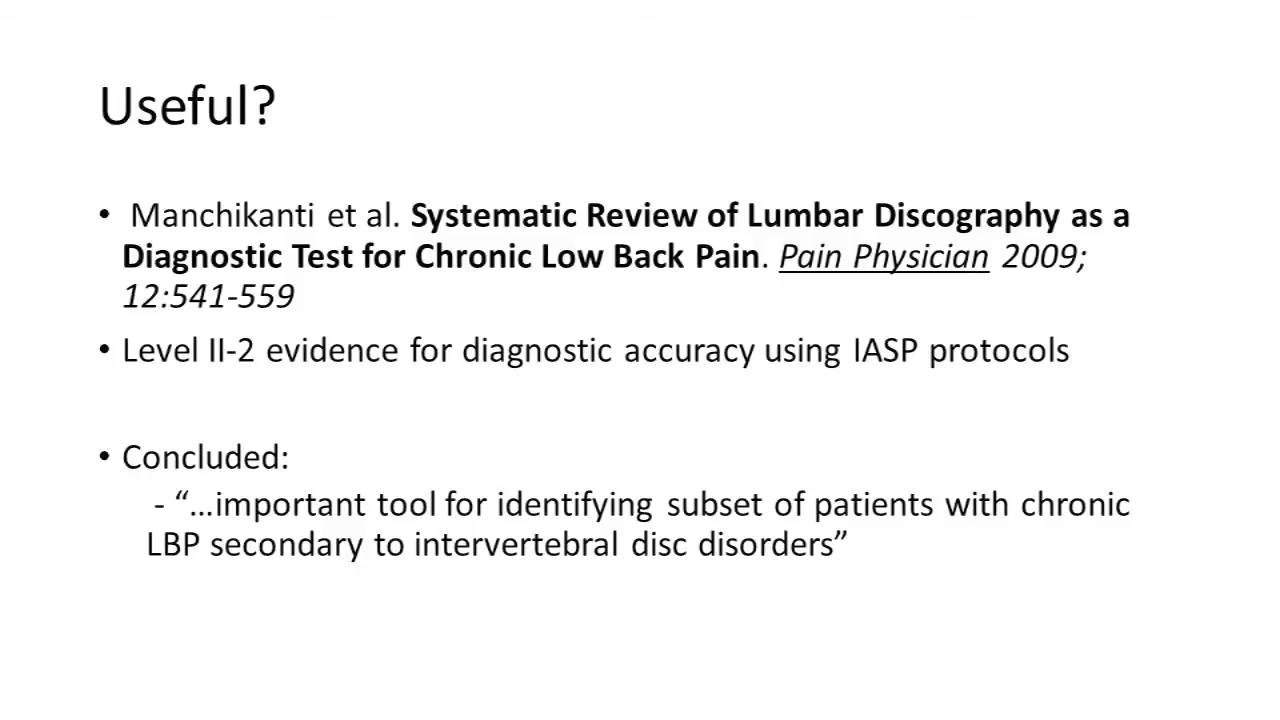 Useful?
• Manchikanti et al. Systematic Review of Lumbar Discography as a
Diagnostic Test for Chronic Low Back Pain. Pain Physician 2009;
12:541-559
• Level II-2 evidence for diagnostic accuracy using IASP protocols
• Concluded:
- “…important tool for identifying subset of patients with chronic
LBP secondary to intervertebral disc disorders”